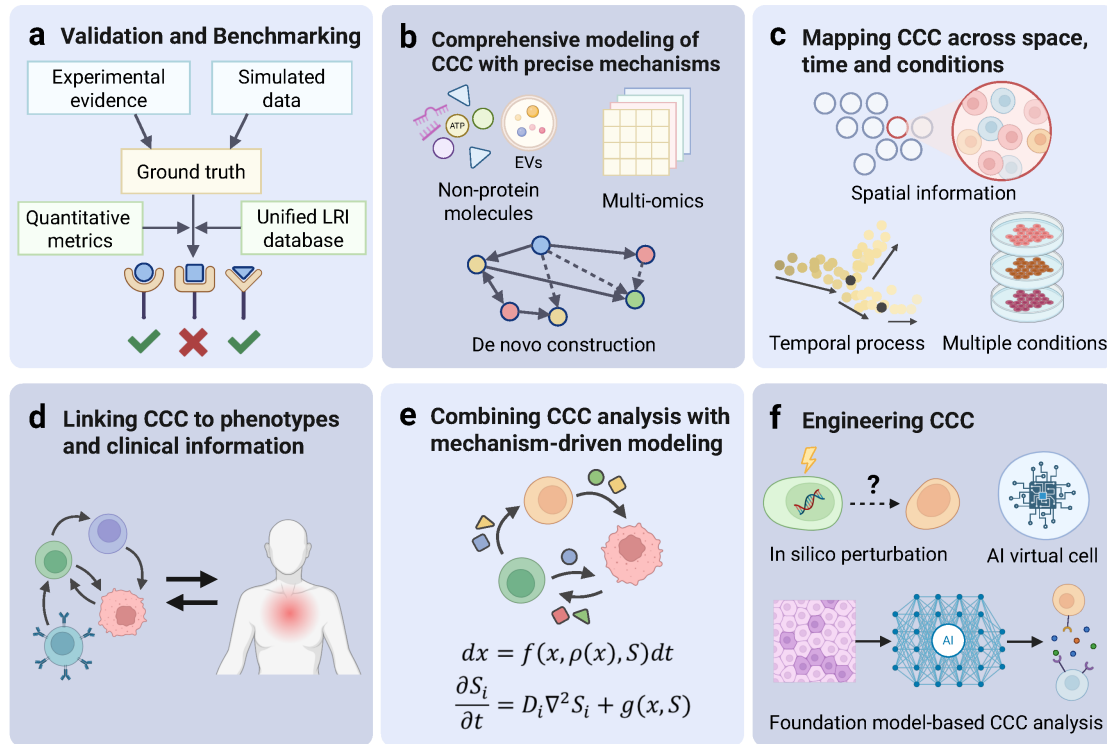 a Validation and Benchmarking
Experimental
evidence
Simulated
data
Ground truth
Quantitative
metrics
Unified LRI
database
b Comprehensive modeling of
CCC with precise mechanisms
ATP
EVs
Non-protein
molecules
Multi-omics
De novo construction
c Mapping CCC across space,
time and conditions
Spatial information
Temporal process
Multiple conditions
d Linking CCC to phenotypes
and clinical information
e Combining CCC analysis with
mechanism-driven modeling
dx = f(x, ρ(x), S)dt
∂Sᵢ/∂t = Dᵢ∇²Sᵢ + g(x, S)
f Engineering CCC
?
In silico perturbation
AI virtual cell
AI
Foundation model-based CCC analysis